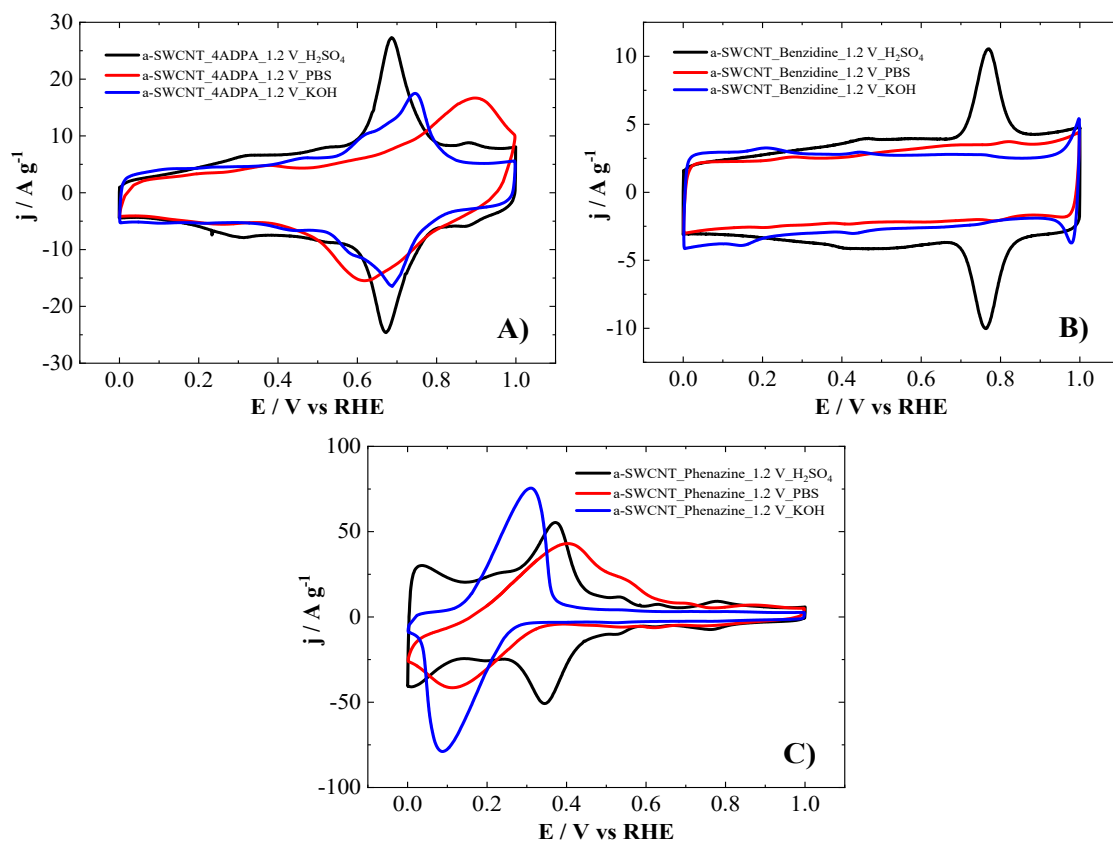 30
20
10
0
-10
-20
-30
j / A g⁻¹
a-SWCNT_4ADPA_1.2 V_H₂SO₄
a-SWCNT_4ADPA_1.2 V_PBS
a-SWCNT_4ADPA_1.2 V_KOH
A)
0.0 0.2 0.4 0.6 0.8 1.0
E / V vs RHE
10
5
0
-5
-10
j / A g⁻¹
a-SWCNT_Benzidine_1.2 V_H₂SO₄
a-SWCNT_Benzidine_1.2 V_PBS
a-SWCNT_Benzidine_1.2 V_KOH
B)
0.0 0.2 0.4 0.6 0.8 1.0
E / V vs RHE
100
50
0
-50
-100
j / A g⁻¹
a-SWCNT_Phenazine_1.2 V_H₂SO₄
a-SWCNT_Phenazine_1.2 V_PBS
a-SWCNT_Phenazine_1.2 V_KOH
C)
0.0 0.2 0.4 0.6 0.8 1.0
E / V vs RHE